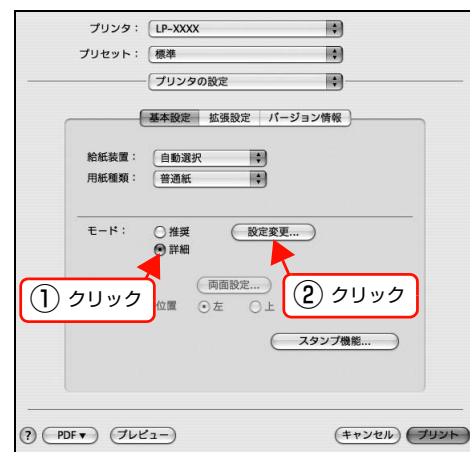 プリンタ： LP-XXXX
プリセット： 標準
プリンタの設定
基本設定 拡張設定 バージョン情報
給紙装置： 自動選択
用紙種類： 普通紙
モード： 推奨 設定変更...
詳細
両面設定...
① クリック
② クリック
位置 左 上
スタンプ機能...
? PDF▼ プレビュー キャンセル プリント